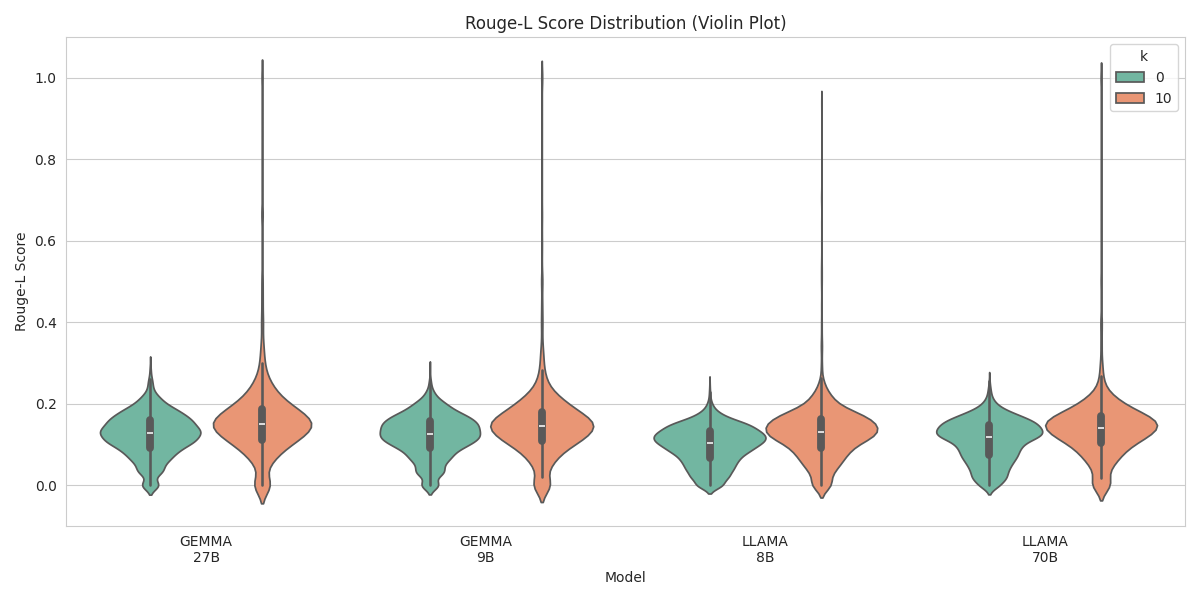 Rouge-L Score Distribution (Violin Plot)
k
0
10
1.0
0.8
0.6
0.4
0.2
0.0
Rouge-L Score
GEMMA
27B
GEMMA
9B
LLAMA
8B
LLAMA
70B
Model